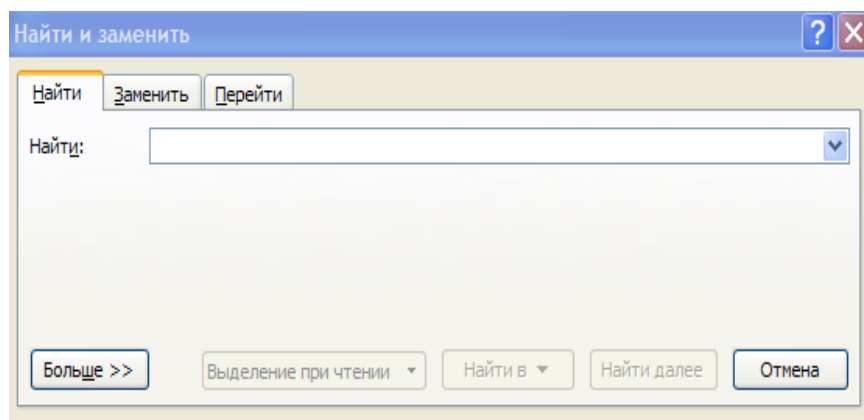 Найти и заменить
Найти Заменить Перейти
Найти:
Больше >> Выделение при чтении Найти в Найти далее Отмена